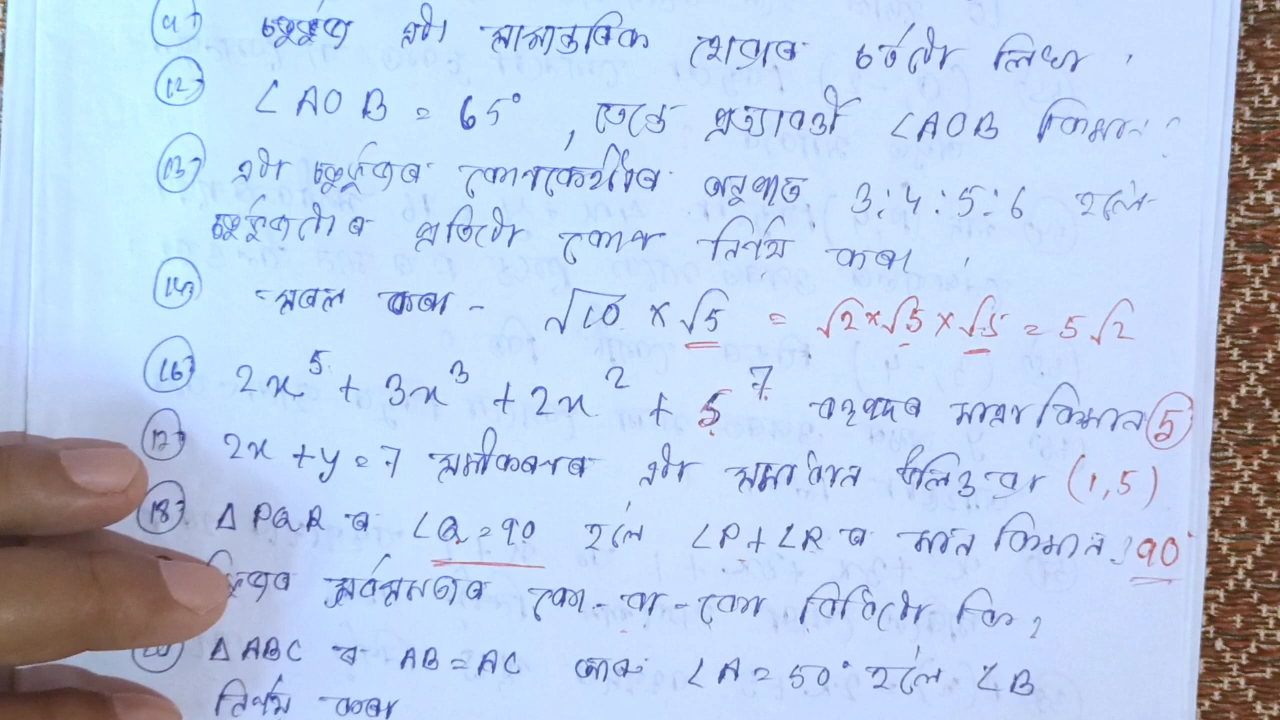 চতুৰ্ভুজ এটা সামান্তৰিক হোৱাৰ চৰ্তটো লিখা ।
(12) ∠AOB = 65°, তেন্তে প্ৰত্যাবৰ্তী ∠AOB কিমান ?
(13) এটা চতুৰ্ভুজৰ কোণকেইটাৰ অনুপাত 3:4:5:6 হলে
চতুৰ্ভুজটোৰ প্ৰতিটো কোণ নিৰ্ণয় কৰা ।
(14) সৰল কৰা - √10 × √5 = √2×√5×√5 = 5√2
(16) 2x⁵ + 3x³ + 2x² + 5⁷ বহুপদৰ মাত্ৰা কিমান (5)
(17) 2x + y = 7 সমীকৰণৰ এটা সমাধান উলিওৱা (1,5)
(18) Δ PQR ৰ ∠Q = 90 হলে ∠P+∠R ৰ মান কিমান ? 90°
সৰ্বসমতাৰ কো-বা-কো বিধিটো কি ?
Δ ABC ৰ AB = AC আৰু ∠A = 50° হলে ∠B
নিৰ্ণয় কৰা